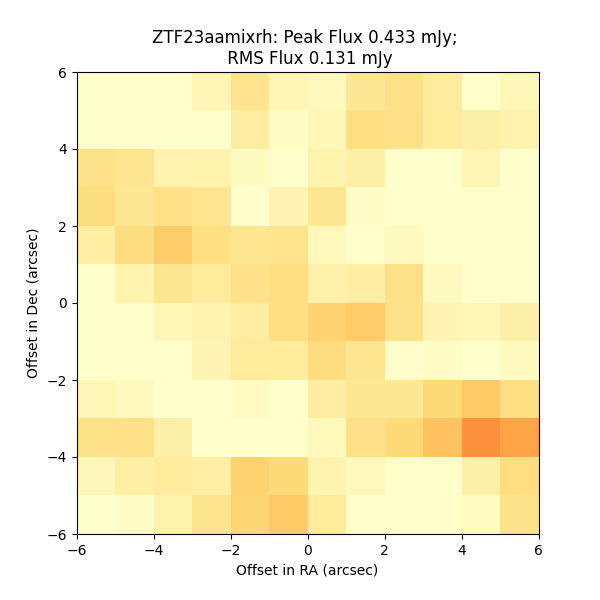 ZTF23aamixrh: Peak Flux 0.433 mJy;
RMS Flux 0.131 mJy
6
4
2
0
−2
−4
−6
Offset in Dec (arcsec)
−6 −4 −2 0 2 4 6
Offset in RA (arcsec)